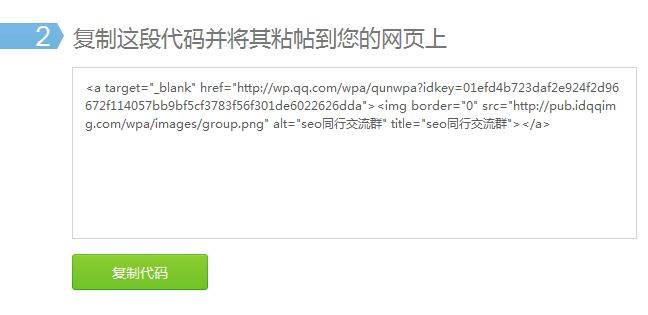 2 复制这段代码并将其粘帖到您的网页上
<a target="_blank" href="http://wp.qq.com/wpa/qunwpa?idkey=01efd4b723daf2e924f2d96
672f114057bb9bf5cf3783f56f301de6022626dda"><img border="0" src="http://pub.idqqim
g.com/wpa/images/group.png" alt="seo同行交流群" title="seo同行交流群"></a>
复制代码